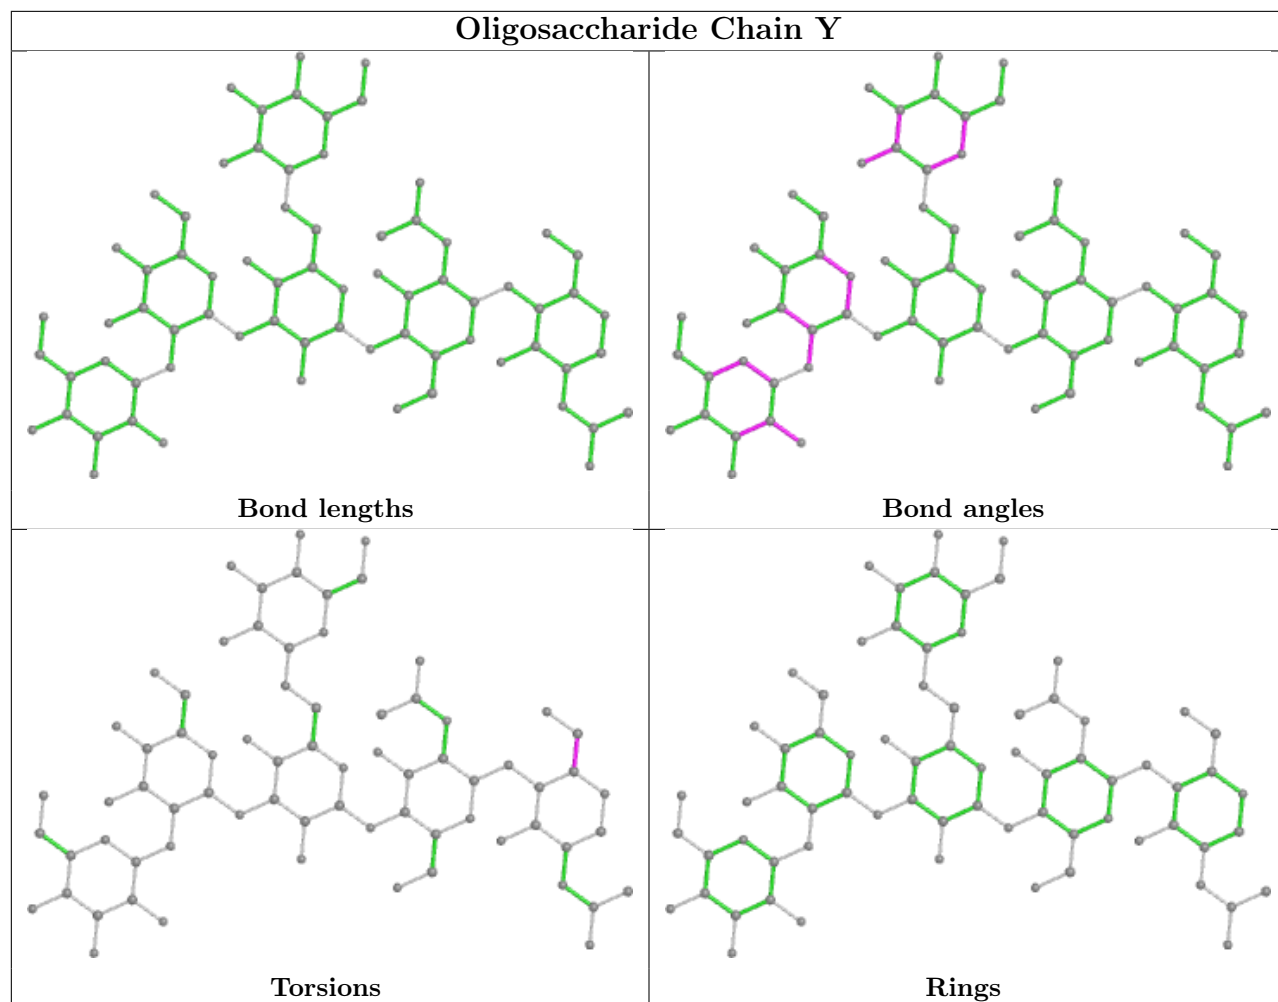 Oligosaccharide Chain Y
Bond lengths
Bond angles
Torsions
Rings